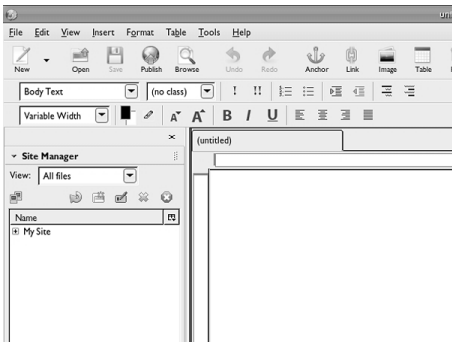 un
File Edit View Insert Format Table Tools Help
New Open Save Publish Browse Undo Redo Anchor Link Image Table
Body Text (no class) ! !!
Variable Width A A B I U
(untitled)
Site Manager
View: All files
Name
My Site